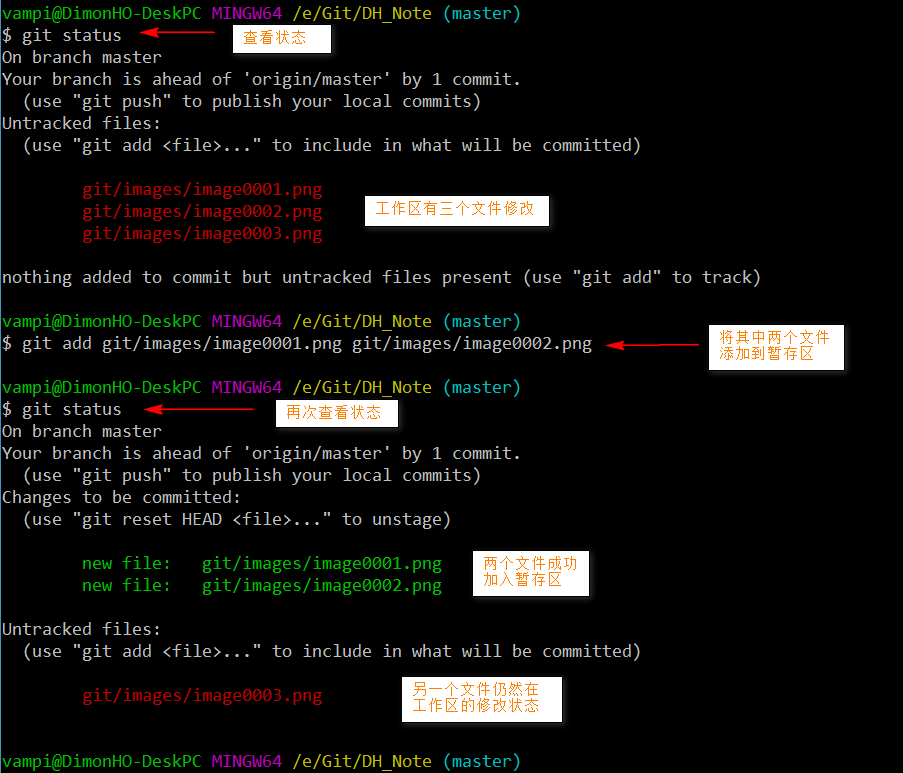 vampi@DimonHO-DeskPC MINGW64 /e/Git/DH_Note (master)
$ git status
查看状态
On branch master
Your branch is ahead of 'origin/master' by 1 commit.
(use "git push" to publish your local commits)
Untracked files:
(use "git add <file>..." to include in what will be committed)
git/images/image0001.png
git/images/image0002.png
工作区有三个文件修改
git/images/image0003.png
nothing added to commit but untracked files present (use "git add" to track)
vampi@DimonHO-DeskPC MINGW64 /e/Git/DH_Note (master)
$ git add git/images/image0001.png git/images/image0002.png
将其中两个文件
添加到暂存区
vampi@DimonHO-DeskPC MINGW64 /e/Git/DH_Note (master)
$ git status
再次查看状态
On branch master
Your branch is ahead of 'origin/master' by 1 commit.
(use "git push" to publish your local commits)
Changes to be committed:
(use "git reset HEAD <file>..." to unstage)
new file:   git/images/image0001.png
new file:   git/images/image0002.png
两个文件成功
加入暂存区
Untracked files:
(use "git add <file>..." to include in what will be committed)
git/images/image0003.png
另一个文件仍然在
工作区的修改状态
vampi@DimonHO-DeskPC MINGW64 /e/Git/DH_Note (master)